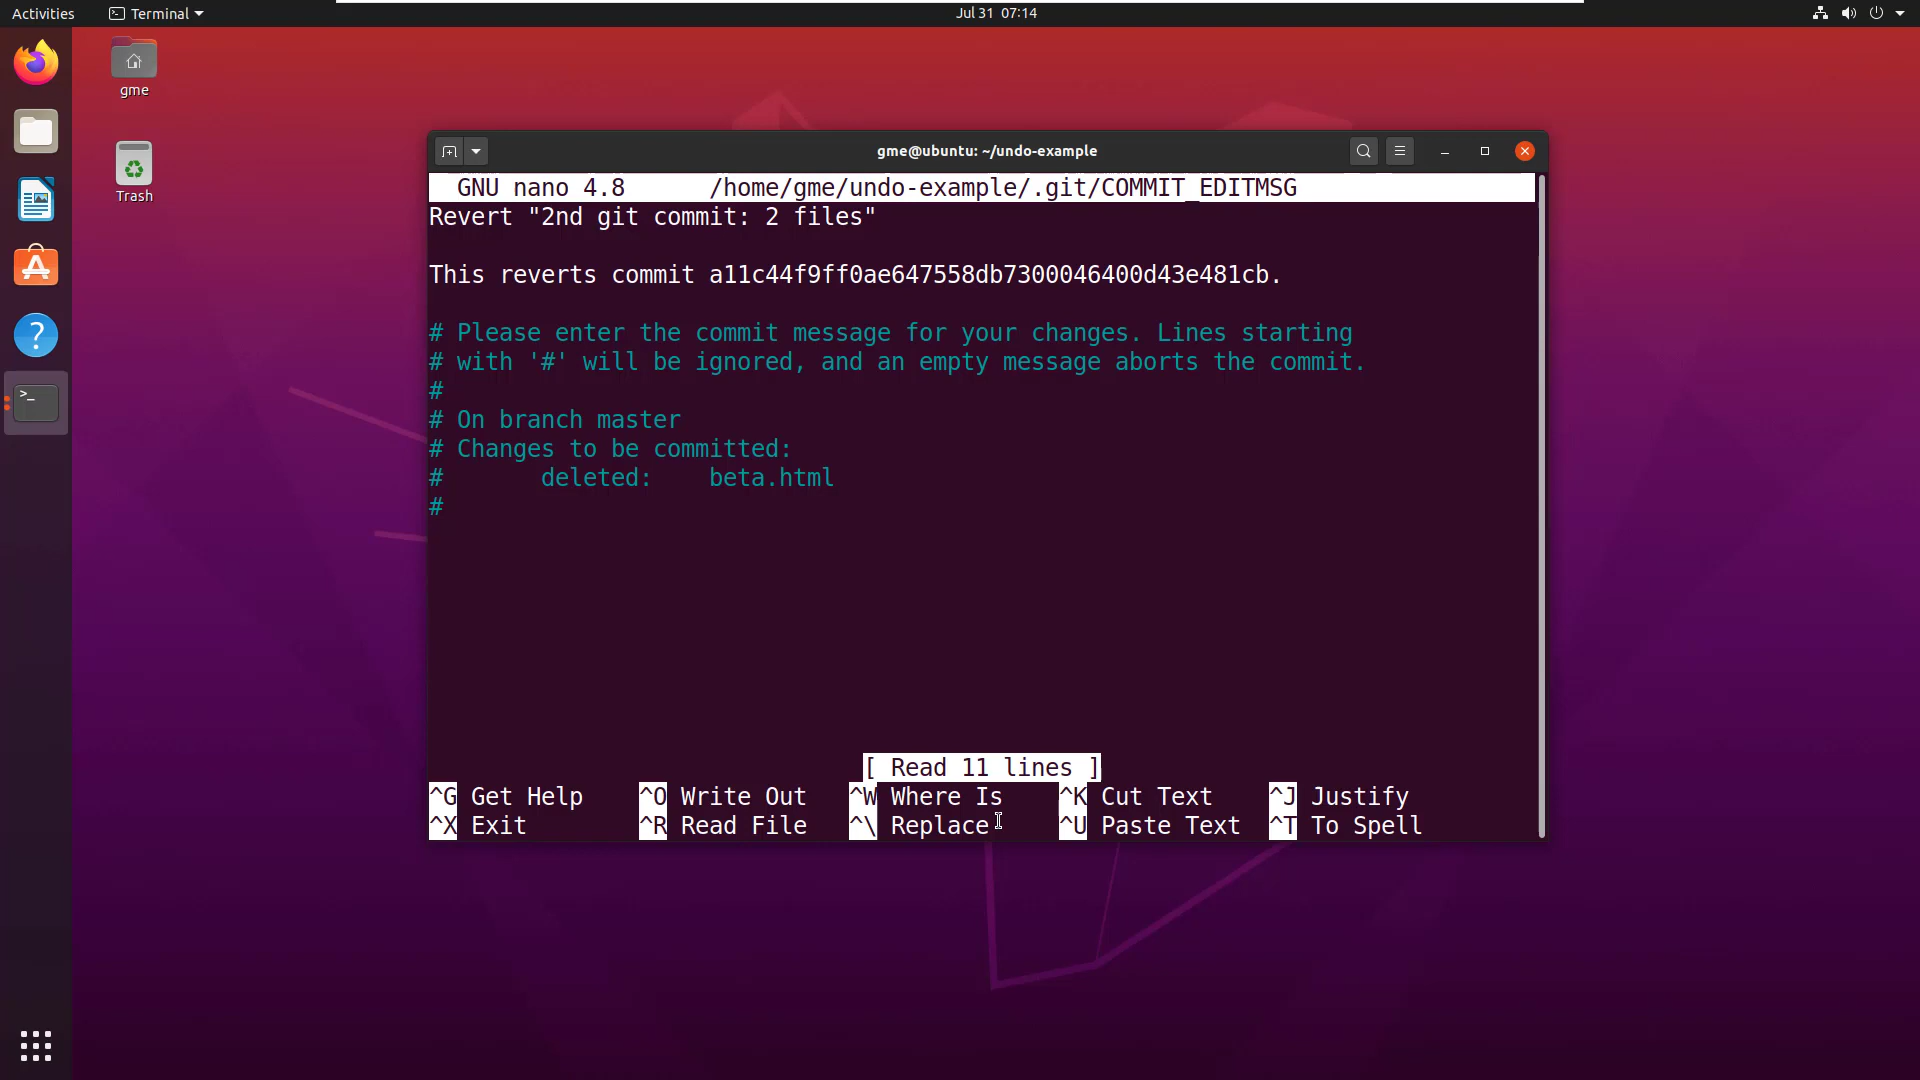 Activities
Terminal
Jul 31 07:14
gme
Trash
gme@ubuntu: ~/undo-example
GNU nano 4.8 /home/gme/undo-example/.git/COMMIT_EDITMSG
Revert "2nd git commit: 2 files"
This reverts commit a11c44f9ff0ae647558db7300046400d43e481cb.
# Please enter the commit message for your changes. Lines starting
# with '#' will be ignored, and an empty message aborts the commit.
#
# On branch master
# Changes to be committed:
# deleted: beta.html
#
[ Read 11 lines ]
^G Get Help ^O Write Out ^W Where Is ^K Cut Text ^J Justify
^X Exit ^R Read File ^\ Replace ^U Paste Text ^T To Spell